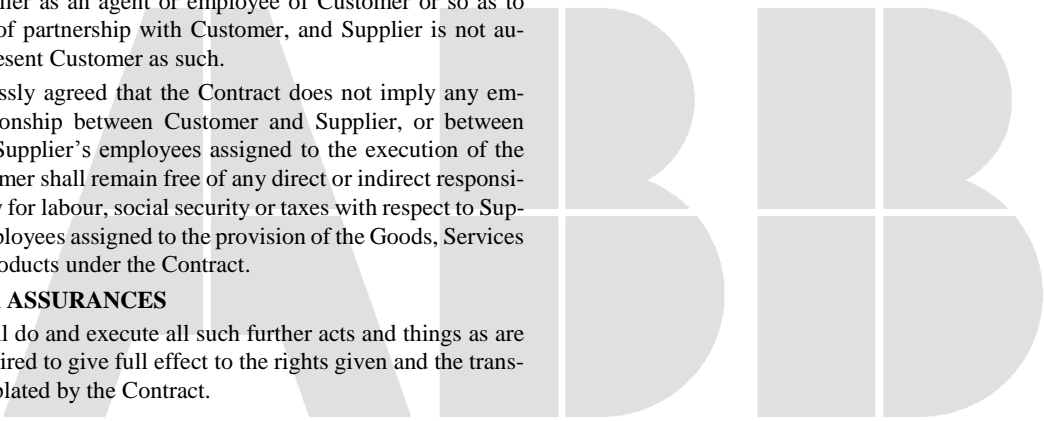 lier as an agent or employee of Customer or so as to
of partnership with Customer, and Supplier is not au-
esent Customer as such.
ssly agreed that the Contract does not imply any em-
onship between Customer and Supplier, or between
Supplier’s employees assigned to the execution of the
mer shall remain free of any direct or indirect responsi-
y for labour, social security or taxes with respect to Sup-
ployees assigned to the provision of the Goods, Services
oducts under the Contract.
ASSURANCES
ll do and execute all such further acts and things as are
ired to give full effect to the rights given and the trans-
plated by the Contract.
ABB